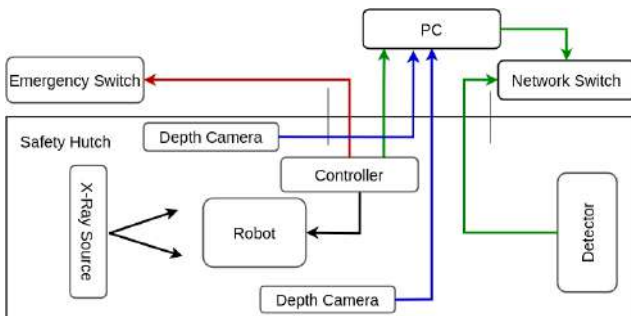 PC
Emergency Switch
Network Switch
Safety Hutch
Depth Camera
Controller
X-Ray Source
Robot
Detector
Depth Camera